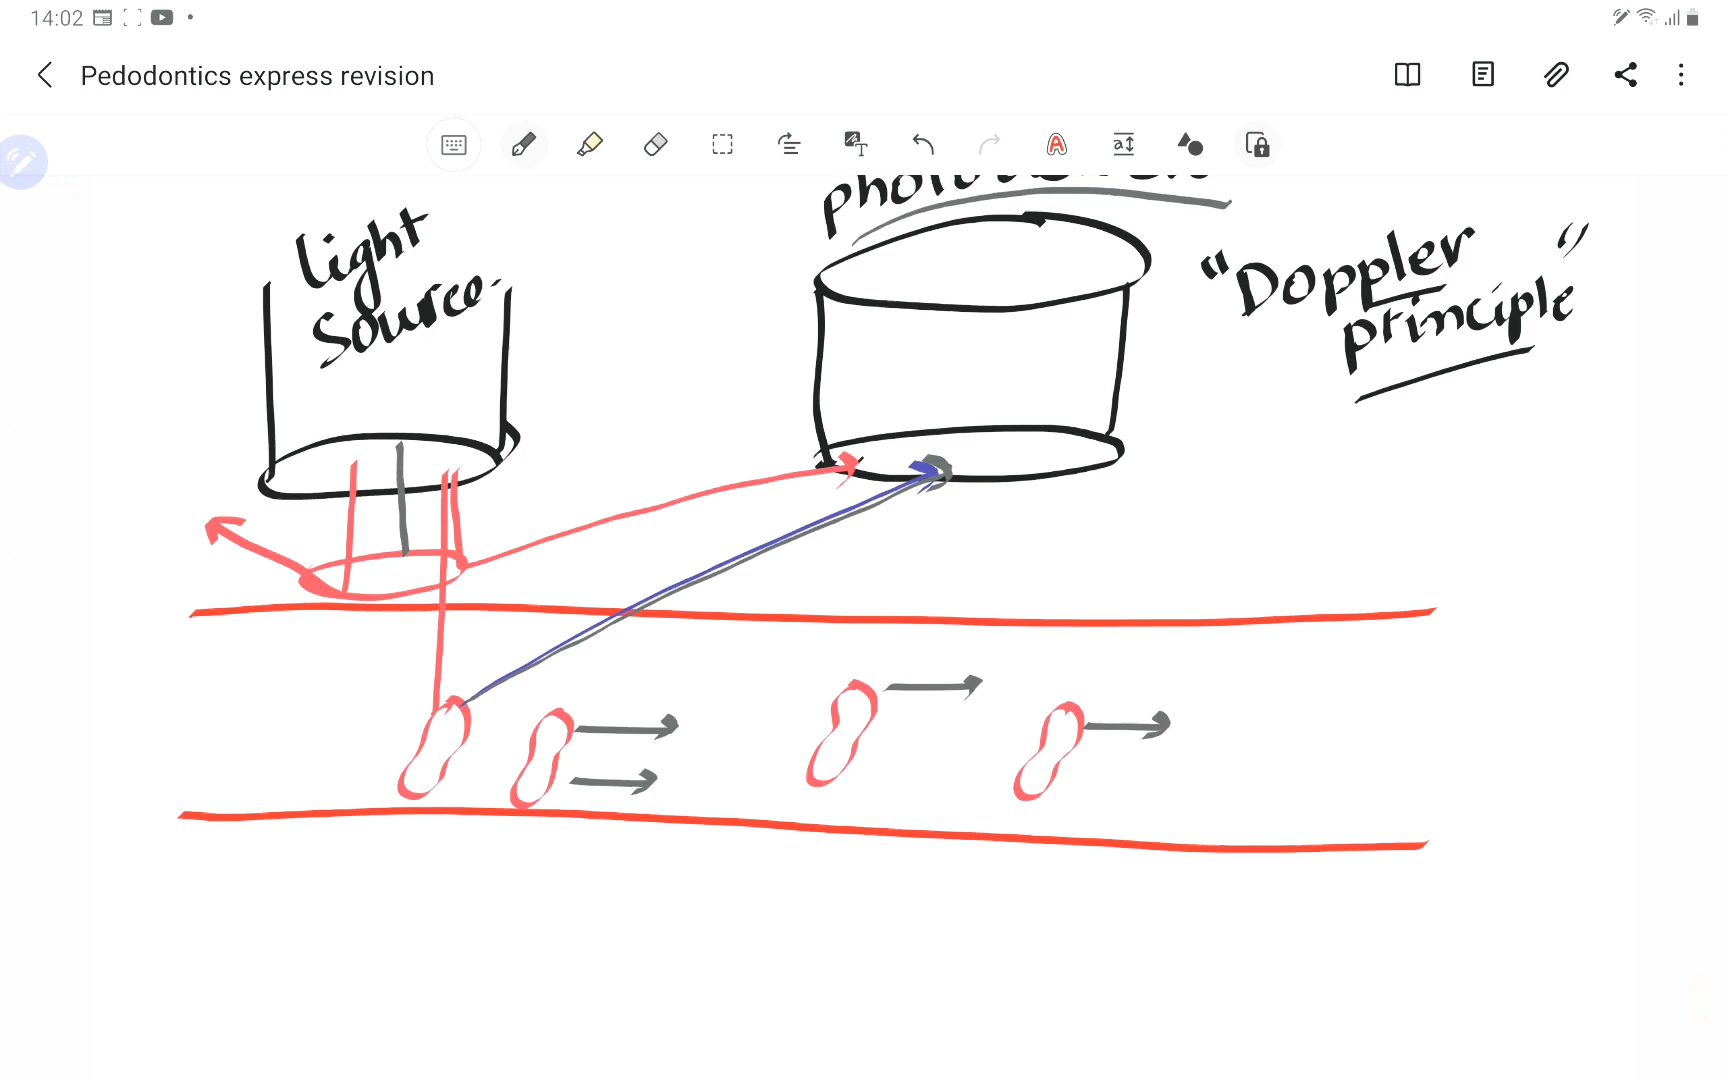 14:02
Pedodontics express revision
Light
Source
"Doppler
principle"